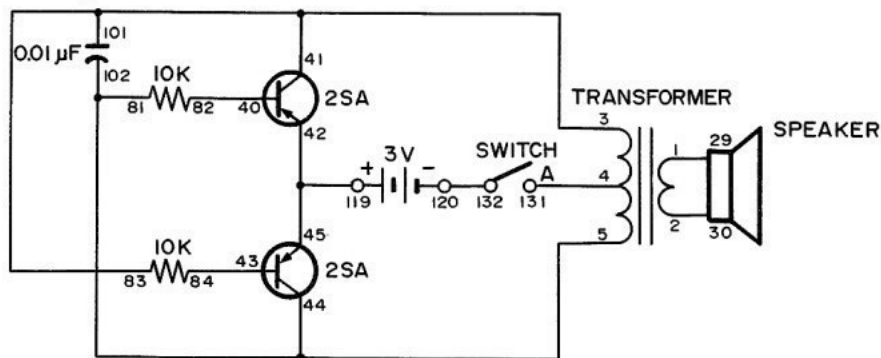 101
0.01 µF
102
10K
81
82
40
41
2SA
42
TRANSFORMER
3
SPEAKER
1
29
+
3V
-
SWITCH
A
4
119
120
132
131
2
30
45
5
10K
43
2SA
83
84
44